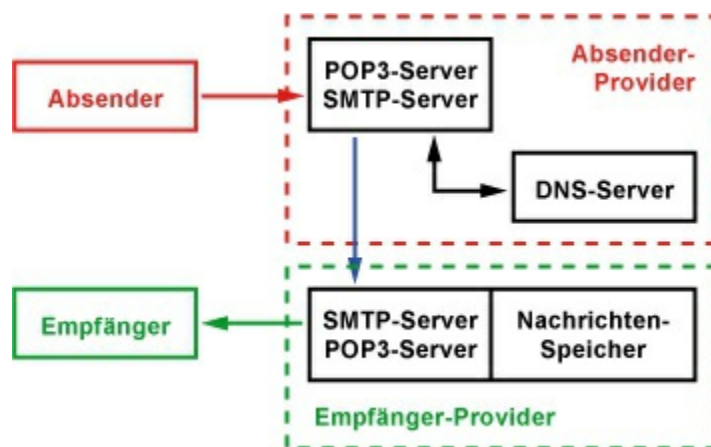 Absender
POP3-Server
SMTP-Server
Absender-
Provider
DNS-Server
Empfänger
SMTP-Server
POP3-Server
Nachrichten-
Speicher
Empfänger-Provider